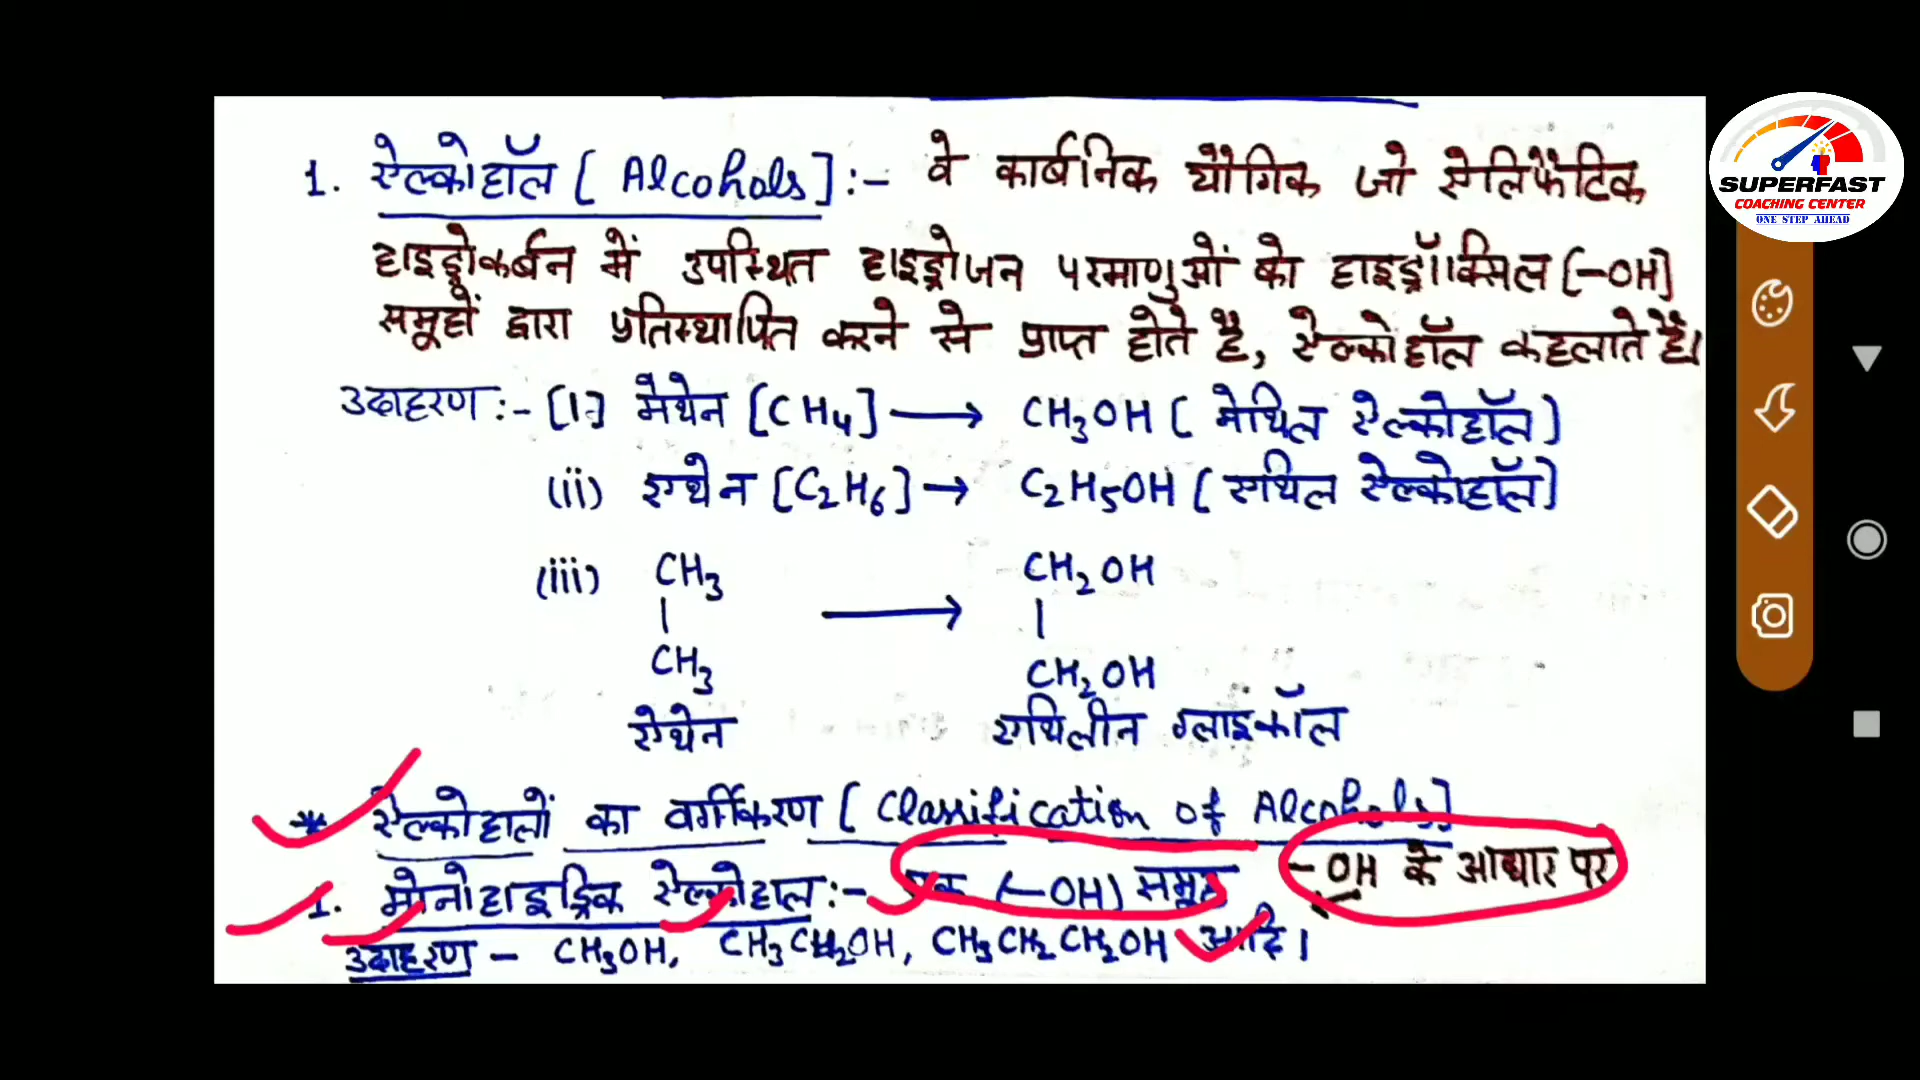 1. ऐल्कोहॉल [Alcohols]:- वे कार्बनिक यौगिक जो ऐलिफैटिक
हाइड्रोकर्बन में उपस्थित हाइड्रोजन परमाणुओं को हाइड्रॉक्सिल [-OH]
समूहों द्वारा प्रतिस्थापित करने से प्राप्त होते है, ऐल्कोहॉल कहलाते हैं।
उदाहरण:- [i] मेथेन [CH4] → CH3OH [मेथिल ऐल्कोहॉल]
(ii) एथेन [C2H6] → C2H5OH [एथिल ऐल्कोहॉल]
(iii) CH3 CH2OH
| → |
CH3 CH2OH
ऐथेन एथिलीन ग्लाइकॉल
* ऐल्कोहालों का वर्गीकरण [Classification of Alcohols]
-OH के आधार पर
1. मोनोहाइड्रिक ऐल्कोहाल:- एक (-OH) समूह
उदाहरण - CH3OH, CH3CH2OH, CH3CH2CH2OH आदि।
SUPERFAST
COACHING CENTER
ONE STEP AHEAD